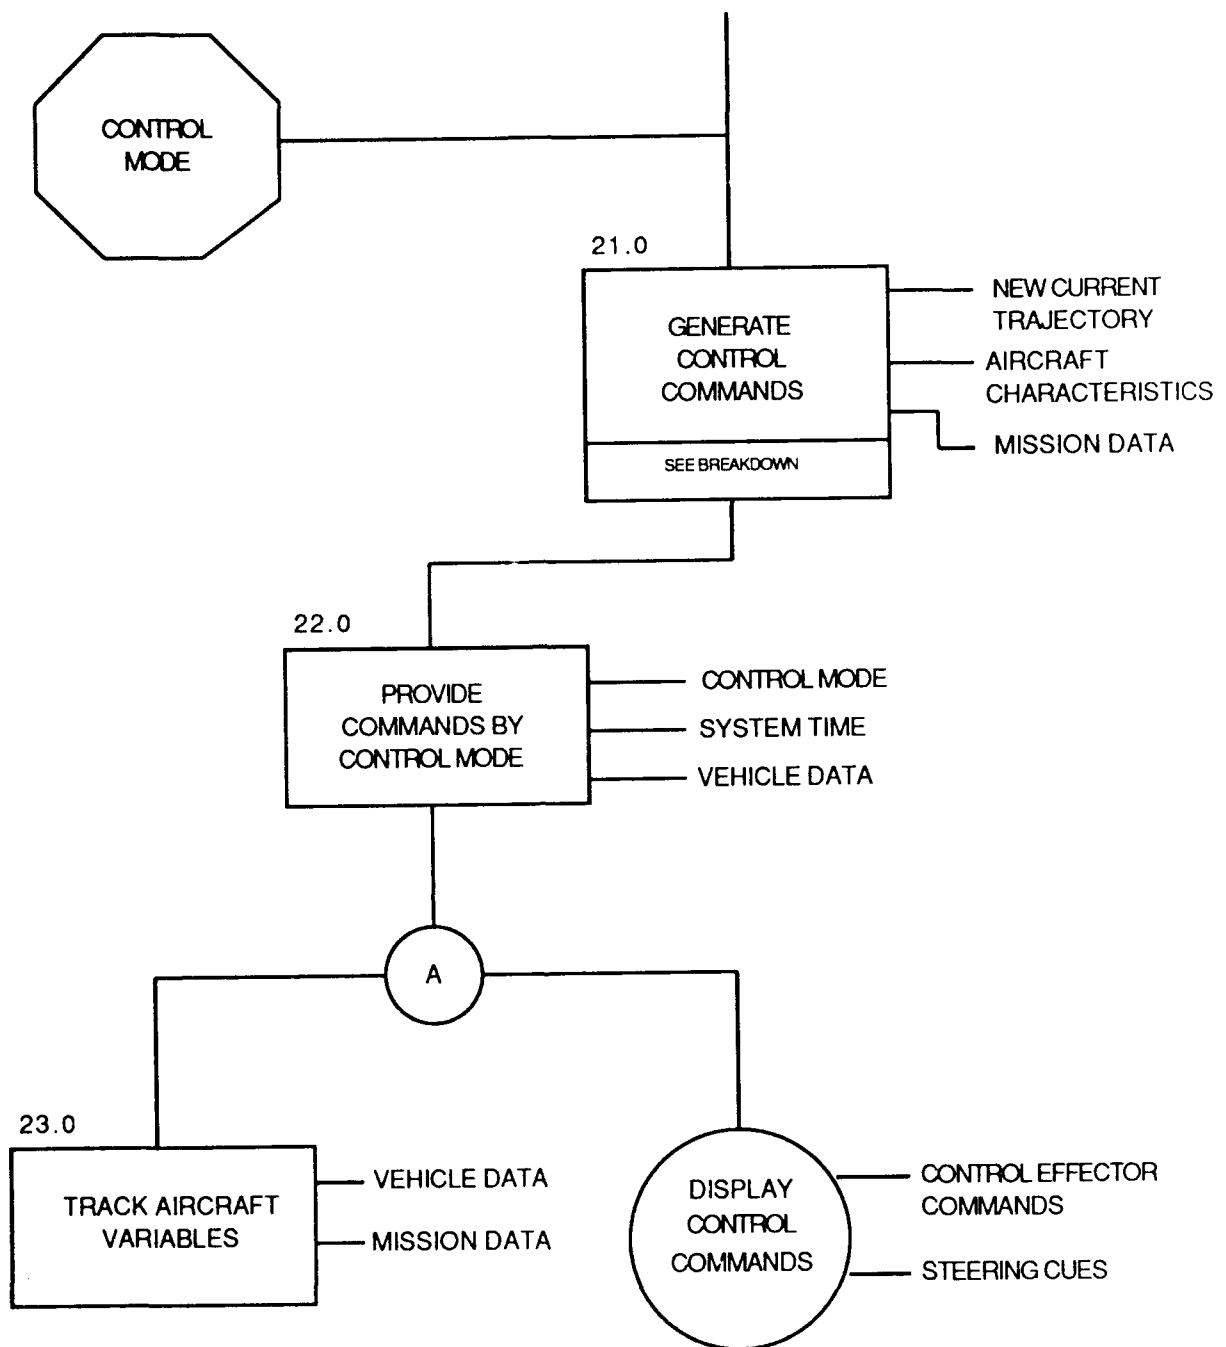 CONTROL
MODE
21.0
GENERATE
CONTROL
COMMANDS
SEE BREAKDOWN
NEW CURRENT
TRAJECTORY
AIRCRAFT
CHARACTERISTICS
MISSION DATA
22.0
PROVIDE
COMMANDS BY
CONTROL MODE
CONTROL MODE
SYSTEM TIME
VEHICLE DATA
A
23.0
TRACK AIRCRAFT
VARIABLES
VEHICLE DATA
MISSION DATA
DISPLAY
CONTROL
COMMANDS
CONTROL EFFECTOR
COMMANDS
STEERING CUES